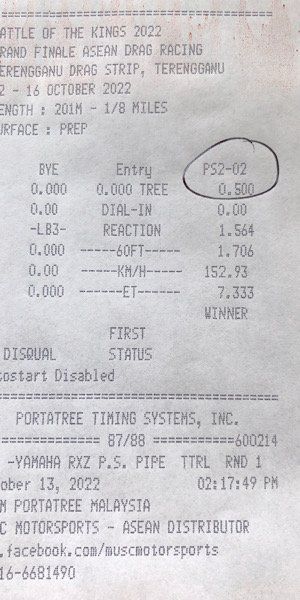 ================================
ATTLE OF THE KINGS 2022
RAND FINALE ASEAN DRAG RACING
ERENGGANU DRAG STRIP, TERENGGANU
2 - 16 OCTOBER 2022
ENGTH : 201M - 1/8 MILES
URFACE : PREP
BYE Entry PS2-02
0.000 0.000 TREE 0.500
0.00 DIAL-IN 0.00
-LB3- REACTION 1.564
0.000 -----60FT----- 1.706
0.00 -----KM/H----- 152.93
0.000 ------ET------ 7.333
WINNER
FIRST
DISQUAL STATUS
tostart Disabled
================================
PORTATREE TIMING SYSTEMS, INC.
============= 87/88 ===========600214
-YAMAHA RXZ P.S. PIPE TTRL RND 1
ober 13, 2022 02:17:49 PM
M PORTATREE MALAYSIA
C MOTORSPORTS - ASEAN DISTRIBUTOR
.facebook.com/muscmotorsports
16-6681490